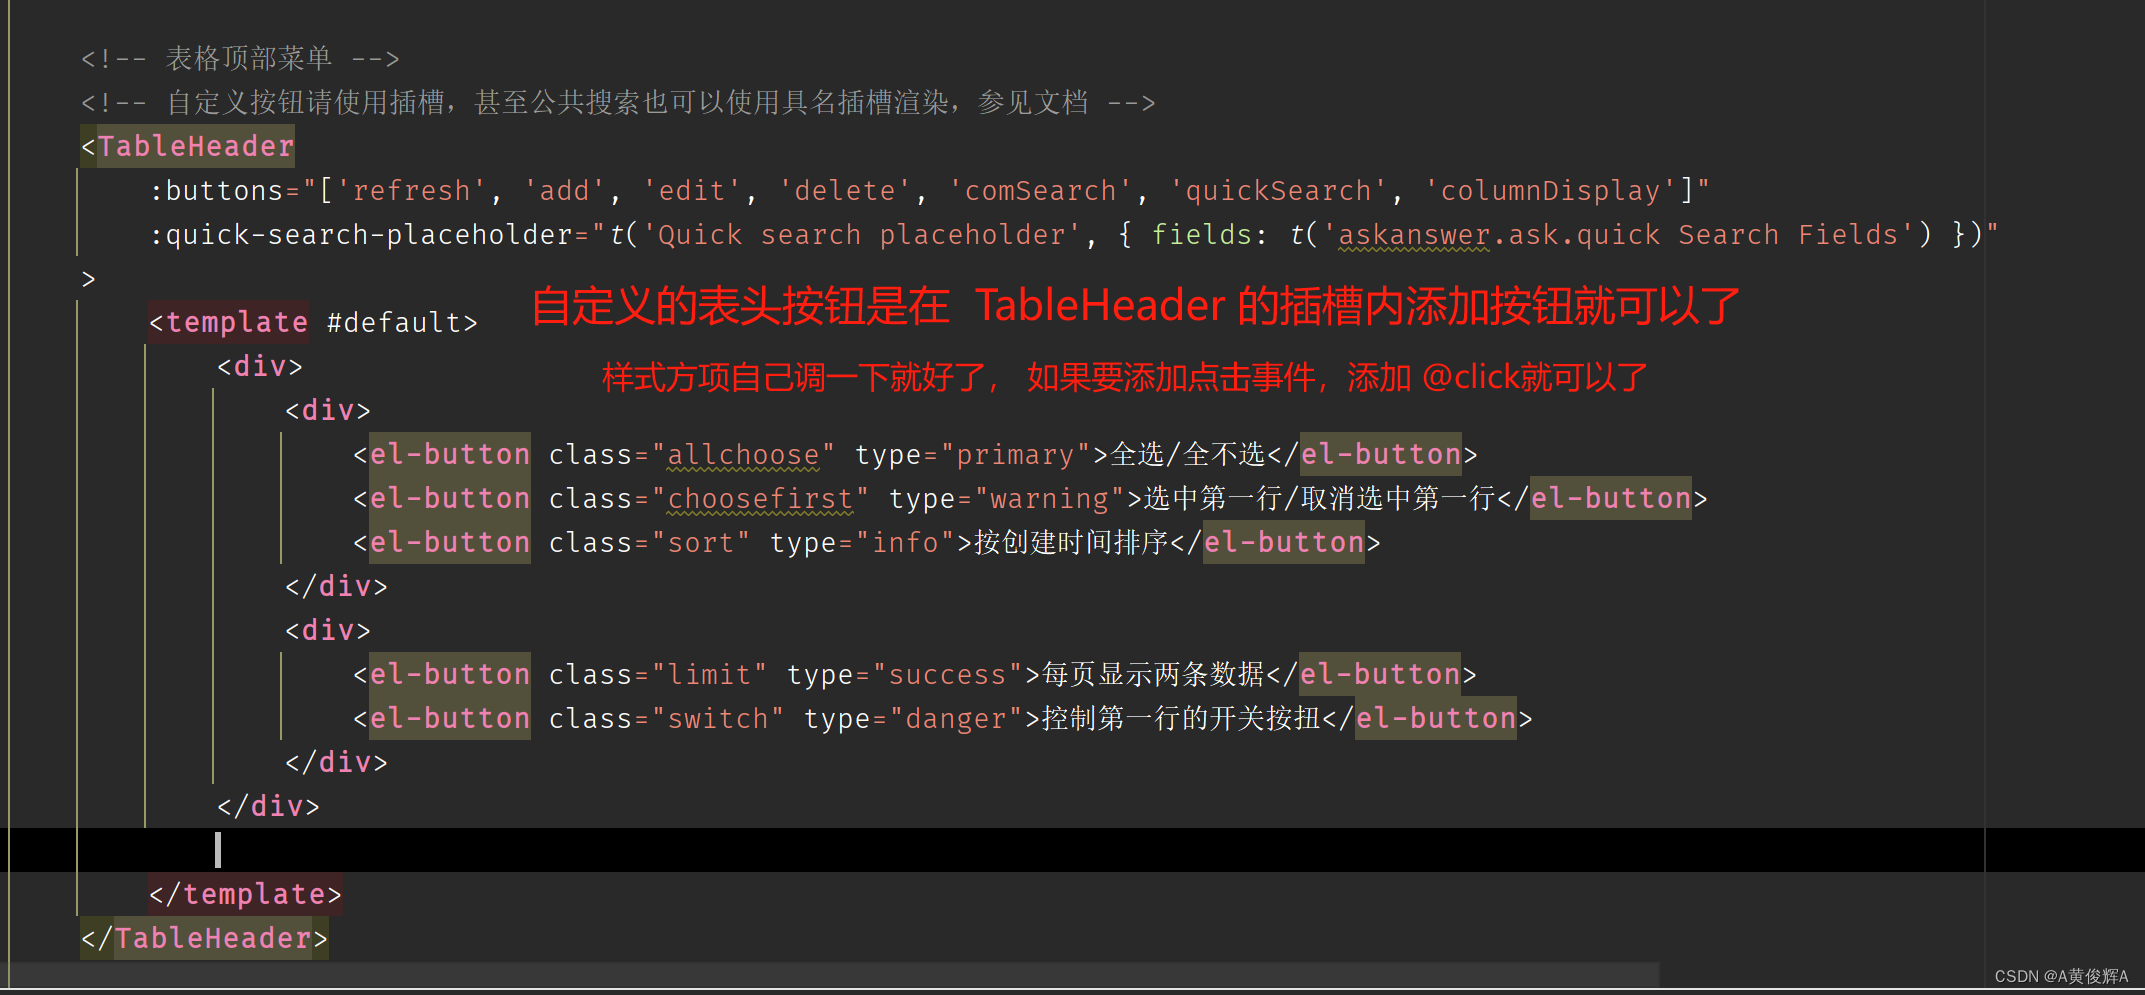 <!-- 表格顶部菜单 -->
<!-- 自定义按钮请使用插槽，甚至公共搜索也可以使用具名插槽渲染，参见文档 -->
<TableHeader
:buttons="['refresh', 'add', 'edit', 'delete', 'comSearch', 'quickSearch', 'columnDisplay']"
:quick-search-placeholder="t('Quick search placeholder', { fields: t('askanswer.ask.quick Search Fields') })"
>
自定义的表头按钮是在 TableHeader 的插槽内添加按钮就可以了
<template #default>
<div>
样式方项自己调一下就好了， 如果要添加点击事件，添加 @click就可以了
<div>
<el-button class="allchoose" type="primary">全选/全不选</el-button>
<el-button class="choosefirst" type="warning">选中第一行/取消选中第一行</el-button>
<el-button class="sort" type="info">按创建时间排序</el-button>
</div>
<div>
<el-button class="limit" type="success">每页显示两条数据</el-button>
<el-button class="switch" type="danger">控制第一行的开关按扭</el-button>
</div>
</div>
</template>
</TableHeader>
CSDN @A黄俊辉A